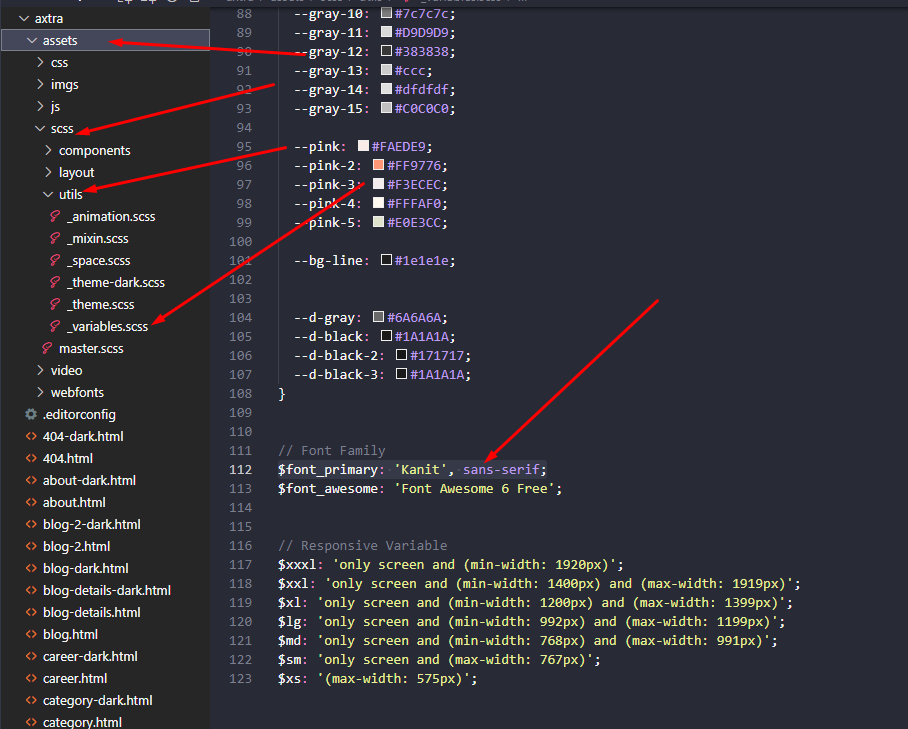 axtra
assets
css
imgs
js
scss
components
layout
utils
_animation.scss
_mixin.scss
_space.scss
_theme-dark.scss
_theme.scss
_variables.scss
master.scss
video
webfonts
.editorconfig
404-dark.html
404.html
about-dark.html
about.html
blog-2-dark.html
blog-2.html
blog-dark.html
blog-details-dark.html
blog-details.html
blog.html
career-dark.html
career.html
category-dark.html
category.html
88 --gray-10: #7c7c7c;
89 --gray-11: #D9D9D9;
90 --gray-12: #383838;
91 --gray-13: #ccc;
92 --gray-14: #dfdfdf;
93 --gray-15: #C0C0C0;
94
95 --pink: #FAEDE9;
96 --pink-2: #FF9776;
97 --pink-3: #F3ECEC;
98 --pink-4: #FFFAF0;
99 --pink-5: #E0E3CC;
100
101 --bg-line: #1e1e1e;
102
103
104 --d-gray: #6A6A6A;
105 --d-black: #1A1A1A;
106 --d-black-2: #171717;
107 --d-black-3: #1A1A1A;
108 }
109
110
111 // Font Family
112 $font_primary: 'Kanit', sans-serif;
113 $font_awesome: 'Font Awesome 6 Free';
114
115
116 // Responsive Variable
117 $xxxl: 'only screen and (min-width: 1920px)';
118 $xxl: 'only screen and (min-width: 1400px) and (max-width: 1919px)';
119 $xl: 'only screen and (min-width: 1200px) and (max-width: 1399px)';
120 $lg: 'only screen and (min-width: 992px) and (max-width: 1199px)';
121 $md: 'only screen and (min-width: 768px) and (max-width: 991px)';
122 $sm: 'only screen and (max-width: 767px)';
123 $xs: '(max-width: 575px)';